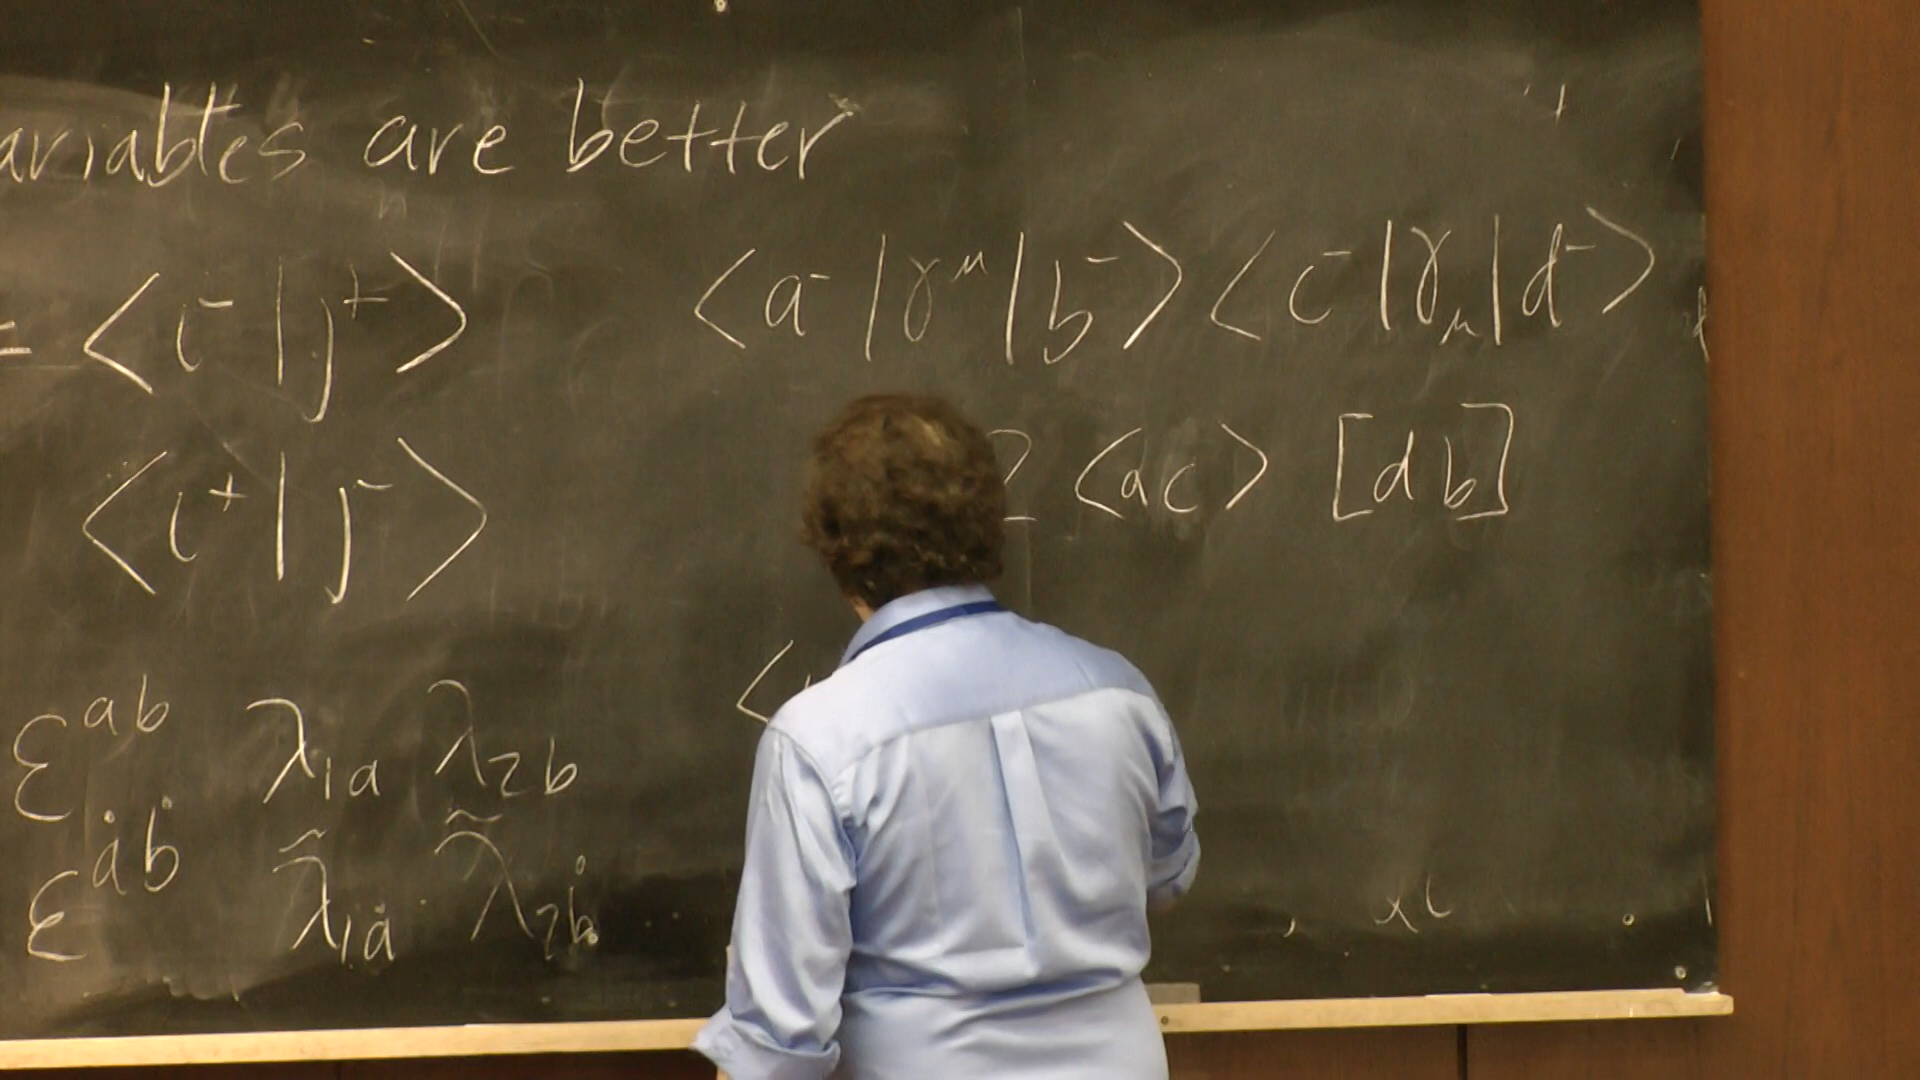 ariables are better
= <i⁻|j⁺>
<a⁻|γ^μ|b⁻> <c⁻|γ_μ|d⁻>
<i⁺|j⁻>
2 <ac> [db]
<
ε^{ab} λ_{1a} λ_{2b}
ε^{ȧḃ} λ̃_{1ȧ} λ̃_{2ḃ}